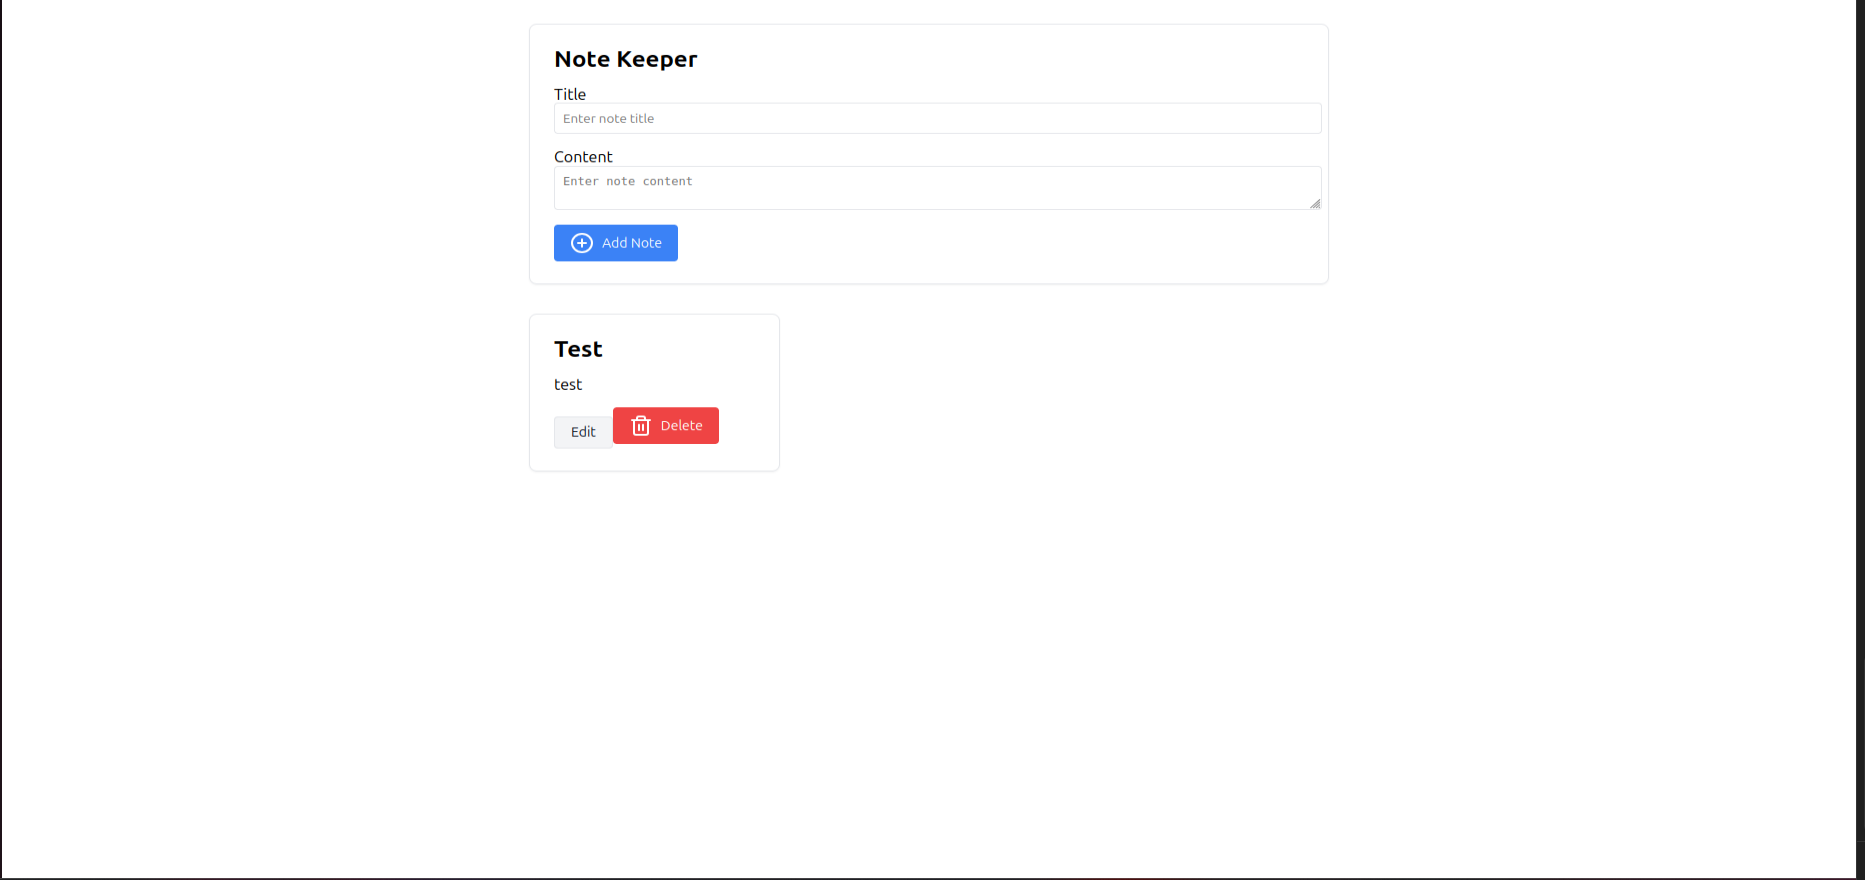 Note Keeper
Title
Enter note title
Content
Enter note content
Add Note
Test
test
Edit
Delete